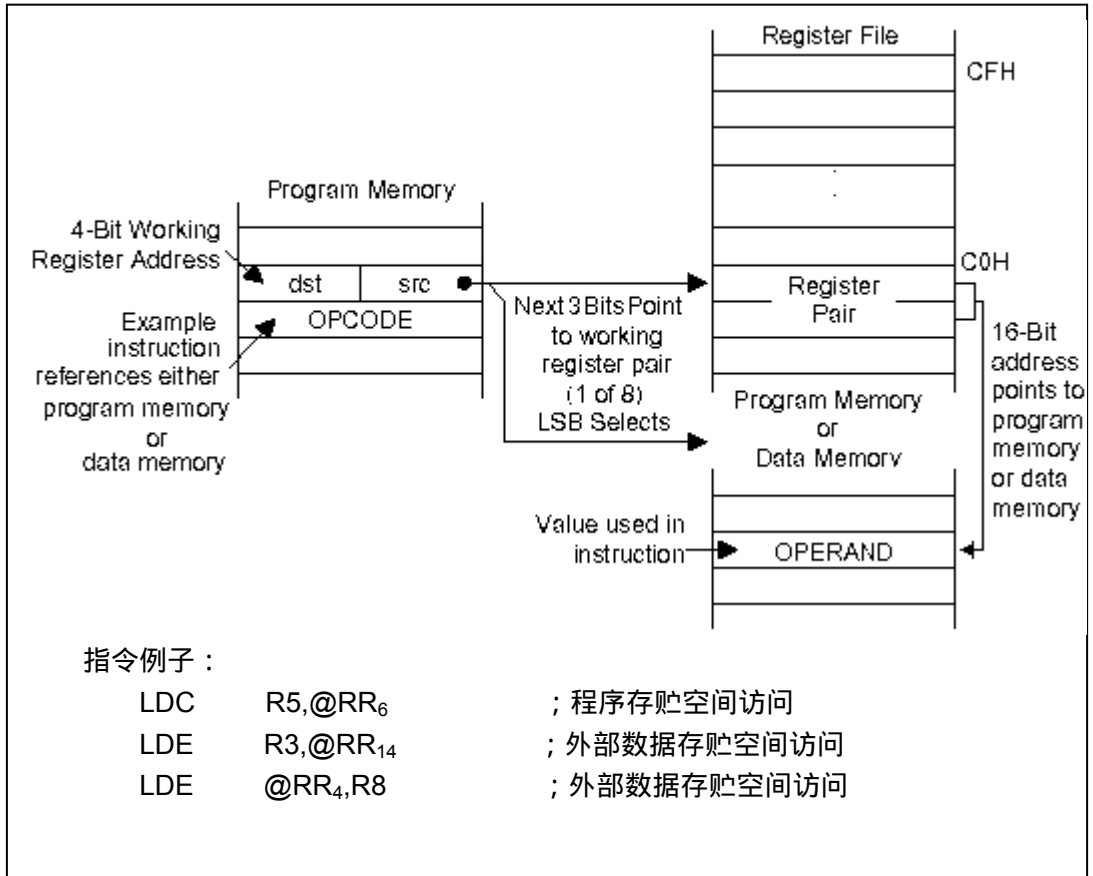 Register File
CFH
Program Memory
4-Bit Working
Register Address
C0H
dst src
Register
Pair
OPCODE
Next 3 Bits Point
to working
register pair
(1 of 8)
LSB Selects
Example
instruction
references either
program memory
or
data memory
16-Bit
address
points to
program
memory
or data
memory
Program Memory
or
Data Memory
Value used in
instruction
OPERAND
指令例子：
LDC R5,@RR₆ ；程序存贮空间访问
LDE R3,@RR₁₄ ；外部数据存贮空间访问
LDE @RR₄,R8 ；外部数据存贮空间访问